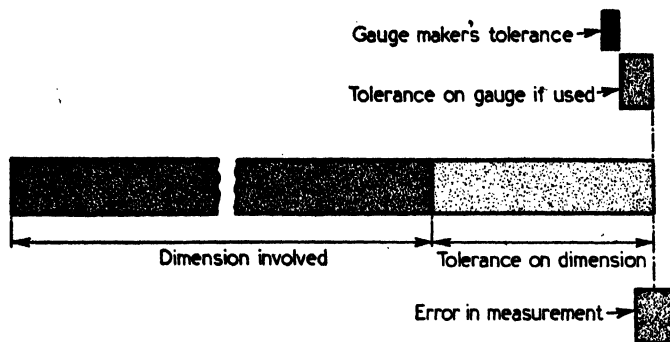 Gauge maker's tolerance
Tolerance on gauge if used
Dimension involved
Tolerance on dimension
Error in measurement